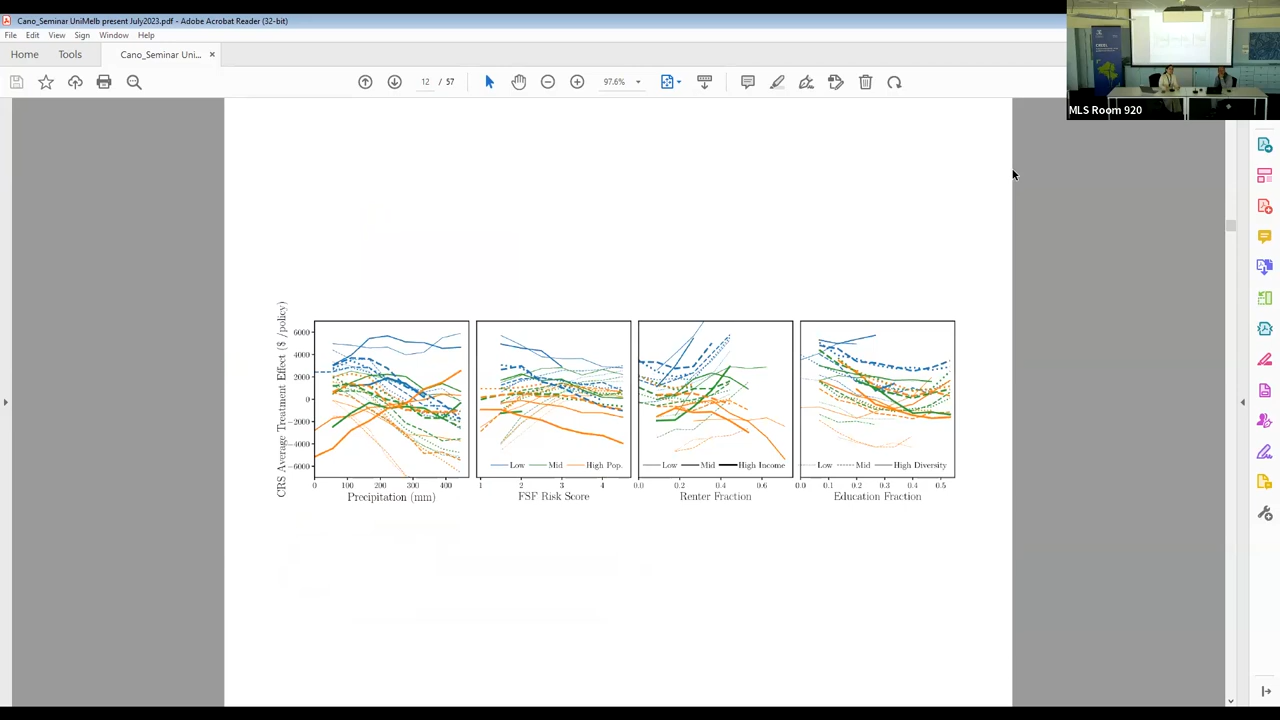 Cano_Seminar UniMelb present July2023.pdf - Adobe Acrobat Reader (32-bit)
File Edit View Sign Window Help
Home Tools Cano_Seminar Uni... ×
12 / 57 97.6%
MLS Room 920
CRS Average Treatment Effect ($ /policy)
6000
4000
2000
0
−2000
−4000
−6000
Low Mid High Pop.
Low Mid High Income
Low Mid High Diversity
0 100 200 300 400
1 2 3 4
0.0 0.2 0.4 0.6
0.0 0.1 0.2 0.3 0.4 0.5
Precipitation (mm)
FSF Risk Score
Renter Fraction
Education Fraction